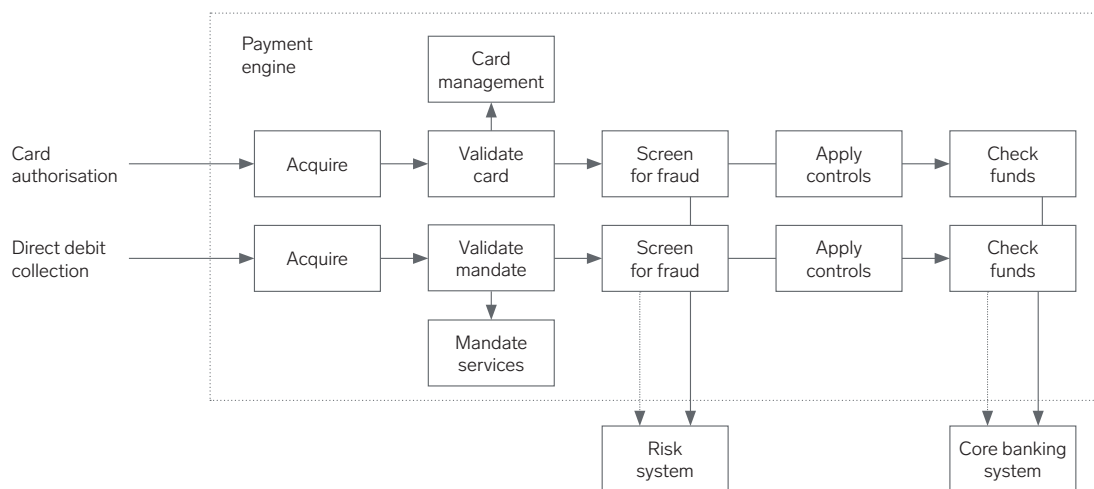 Payment
engine
Card
management
Card
authorisation
Acquire
Validate
card
Screen
for fraud
Apply
controls
Check
funds
Direct debit
collection
Acquire
Validate
mandate
Screen
for fraud
Apply
controls
Check
funds
Mandate
services
Risk
system
Core banking
system